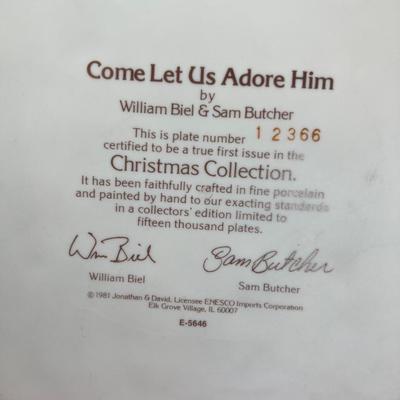 Come Let Us Adore Him
by
William Biel & Sam Butcher
This is plate number 12366
certified to be a true first issue in the
Christmas Collection.
It has been faithfully crafted in fine porcelain
and painted by hand to our exacting standards
in a collectors' edition limited to
fifteen thousand plates.
Wm Biel Sam Butcher
William Biel Sam Butcher
© 1981 Jonathan & David, Licensee ENESCO Imports Corporation
Elk Grove Village, IL 60007
E-5646